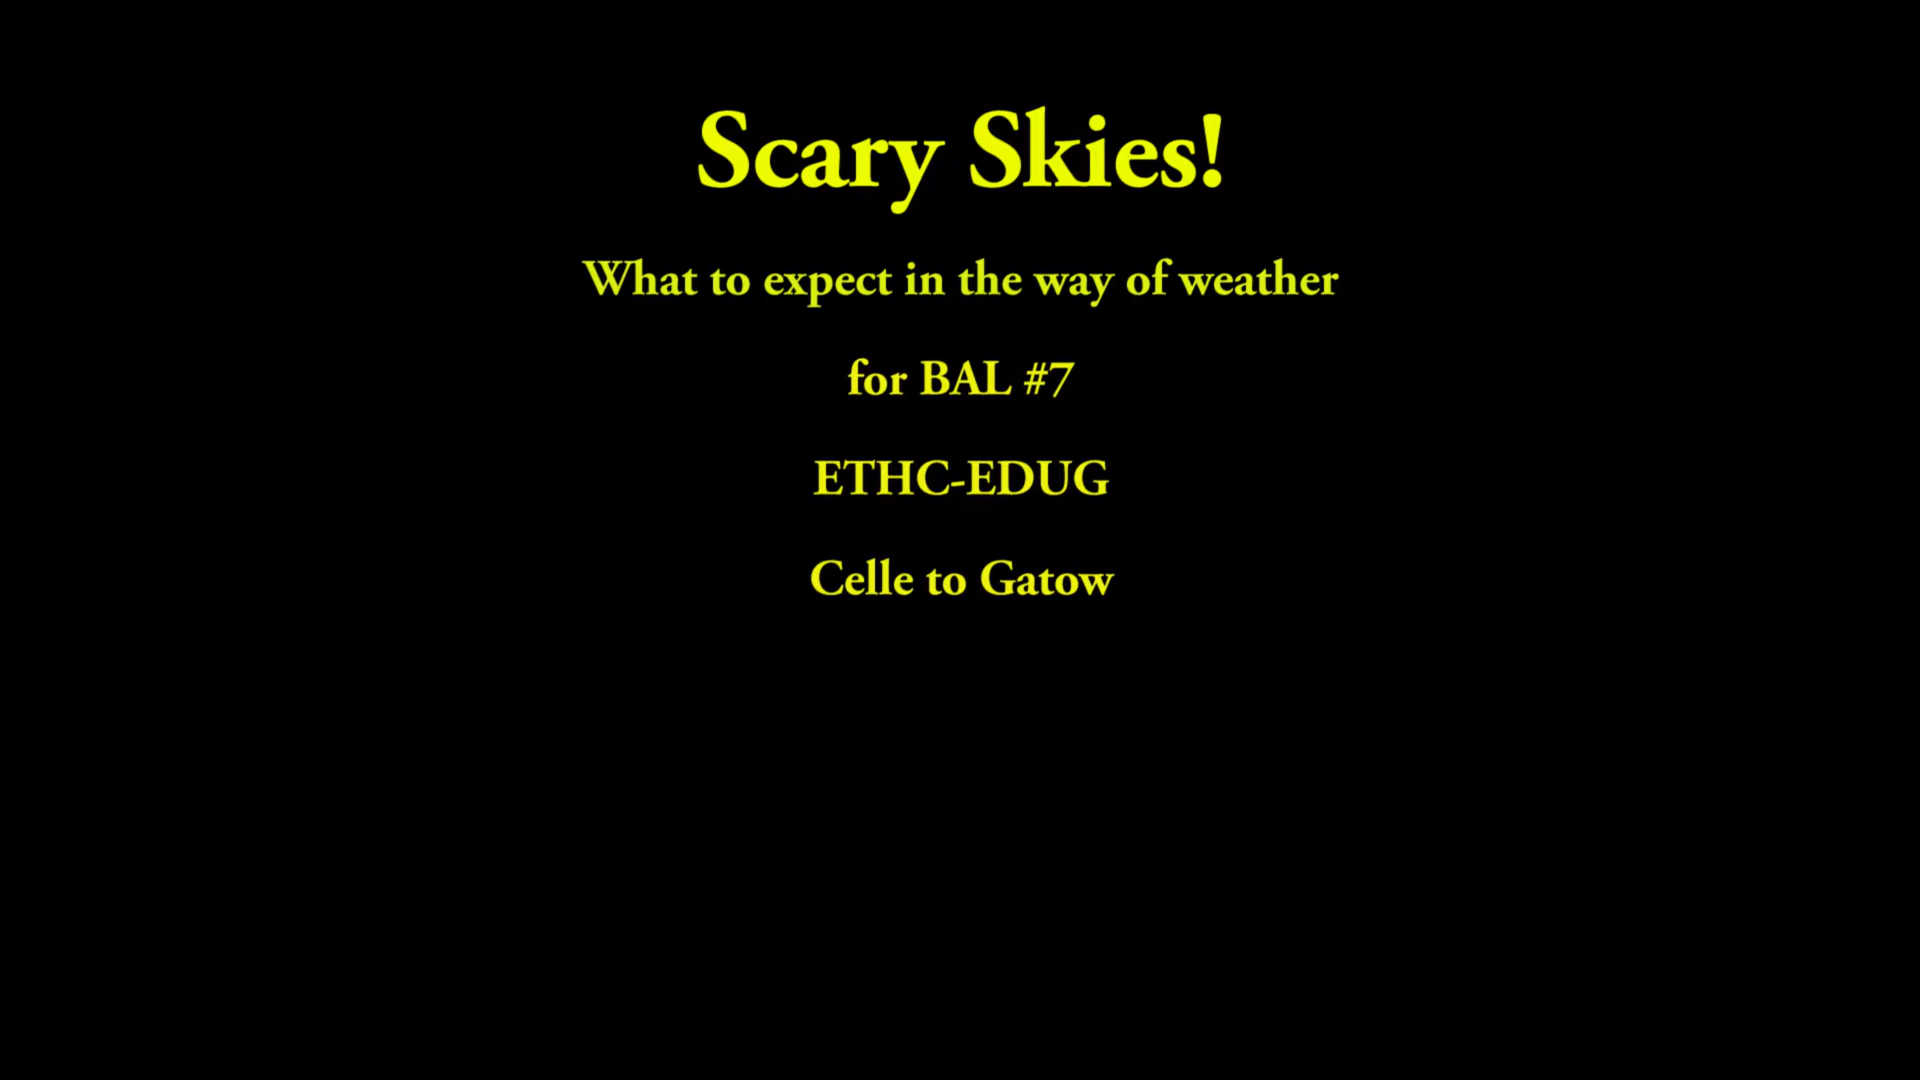 Scary Skies!
What to expect in the way of weather
for BAL #7
ETHC-EDUG
Celle to Gatow